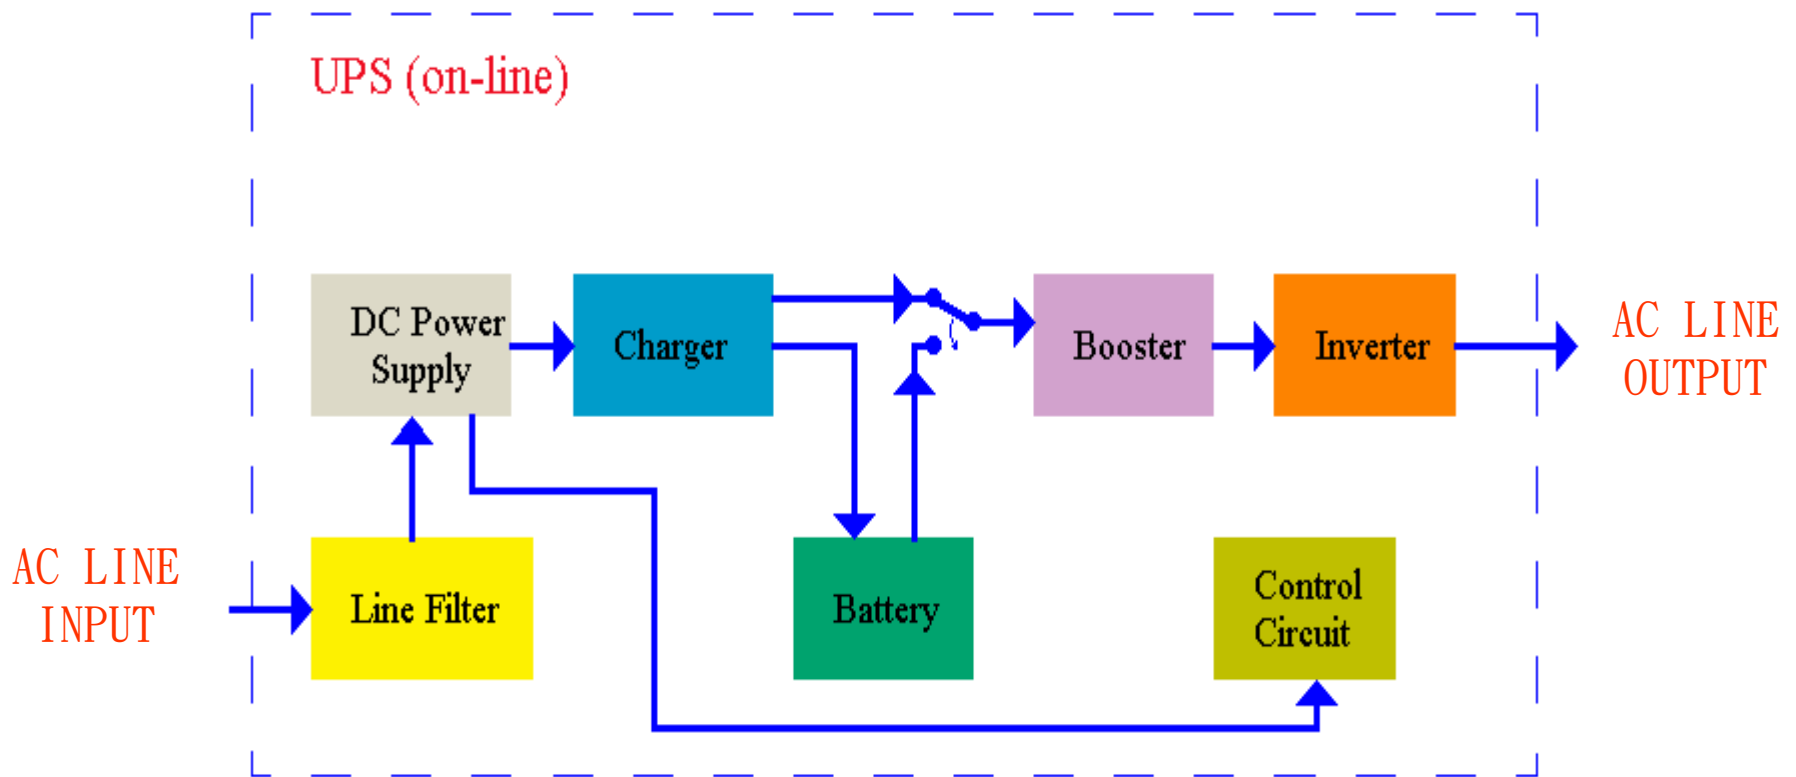 UPS (on-line)
DC Power
Supply
Charger
Booster
Inverter
AC LINE
OUTPUT
AC LINE
INPUT
Line Filter
Battery
Control
Circuit